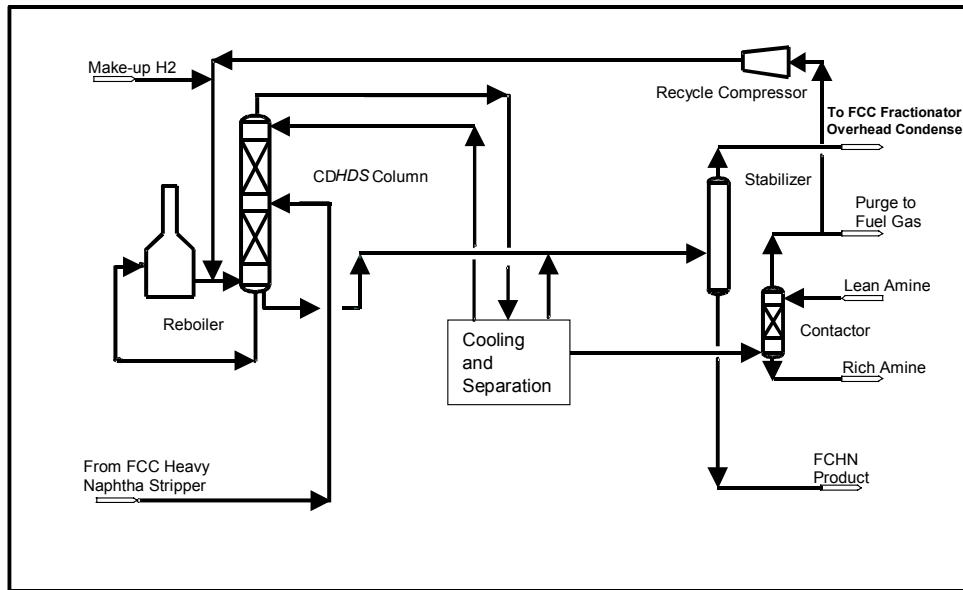 Make-up H2
Recycle Compressor
To FCC Fractionator
Overhead Condense
CDHDS Column
Stabilizer
Purge to
Fuel Gas
Lean Amine
Reboiler
Contactor
Cooling
and
Separation
Rich Amine
From FCC Heavy
Naphtha Stripper
FCHN
Product